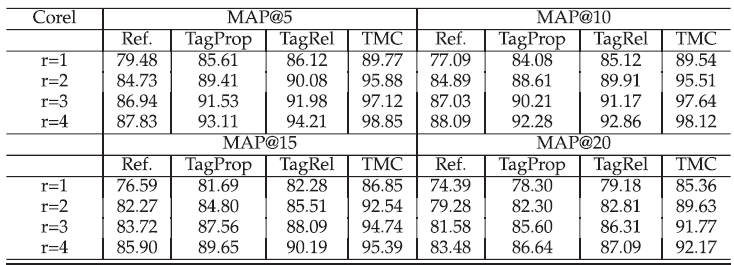 Corel MAP@5 MAP@10
Ref. TagProp TagRel TMC Ref. TagProp TagRel TMC
r=1 79.48 85.61 86.12 89.77 77.09 84.08 85.12 89.54
r=2 84.73 89.41 90.08 95.88 84.89 88.61 89.91 95.51
r=3 86.94 91.53 91.98 97.12 87.03 90.21 91.17 97.64
r=4 87.83 93.11 94.21 98.85 88.09 92.28 92.86 98.12
MAP@15 MAP@20
Ref. TagProp TagRel TMC Ref. TagProp TagRel TMC
r=1 76.59 81.69 82.28 86.85 74.39 78.30 79.18 85.36
r=2 82.27 84.80 85.51 92.54 79.28 82.30 82.81 89.63
r=3 83.72 87.56 88.09 94.74 81.58 85.60 86.31 91.77
r=4 85.90 89.65 90.19 95.39 83.48 86.64 87.09 92.17